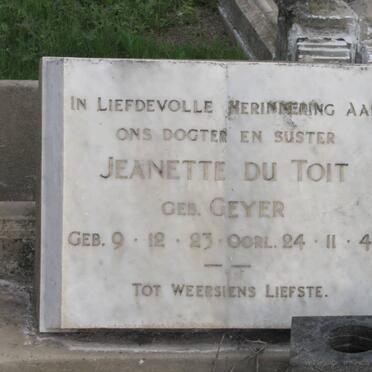 IN LIEFDEVOLLE HERINNERING AAN
ONS DOGTER EN SUSTER
JEANETTE DU TOIT
GEB. GEYER
GEB. 9 · 12 · 23 · OORL. 24 · 11 · 4
TOT WEERSIENS LIEFSTE.